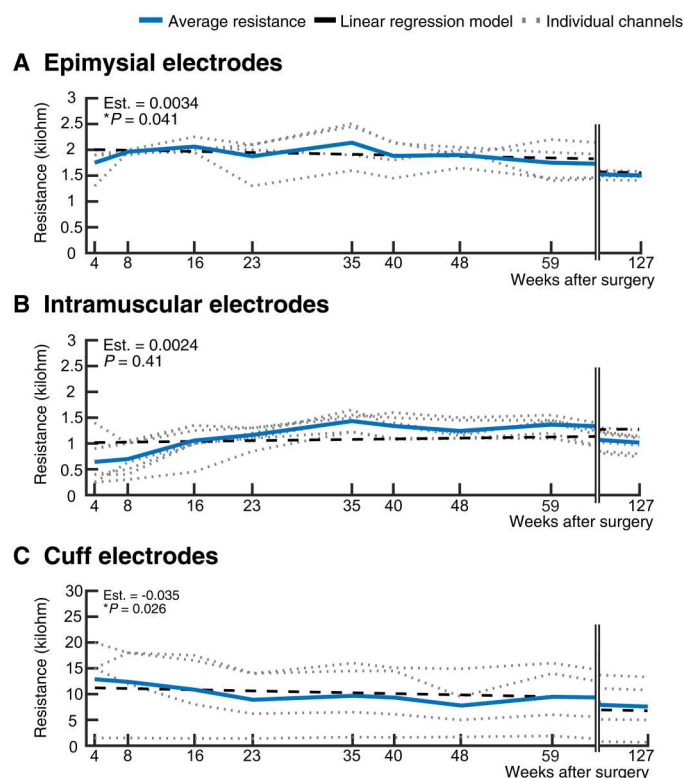 Average resistance Linear regression model Individual channels
A Epimysial electrodes
Est. = 0.0034
*P = 0.041
Resistance (kilohm)
3
2.5
2
1.5
1
0.5
0
4 8 16 23 35 40 48 59 127
Weeks after surgery
B Intramuscular electrodes
Est. = 0.0024
P = 0.41
Resistance (kilohm)
3
2.5
2
1.5
1
0.5
0
4 8 16 23 35 40 48 59 127
Weeks after surgery
C Cuff electrodes
Est. = -0.035
*P = 0.026
Resistance (kilohm)
30
25
20
15
10
5
0
4 8 16 23 35 40 48 59 127
Weeks after surgery